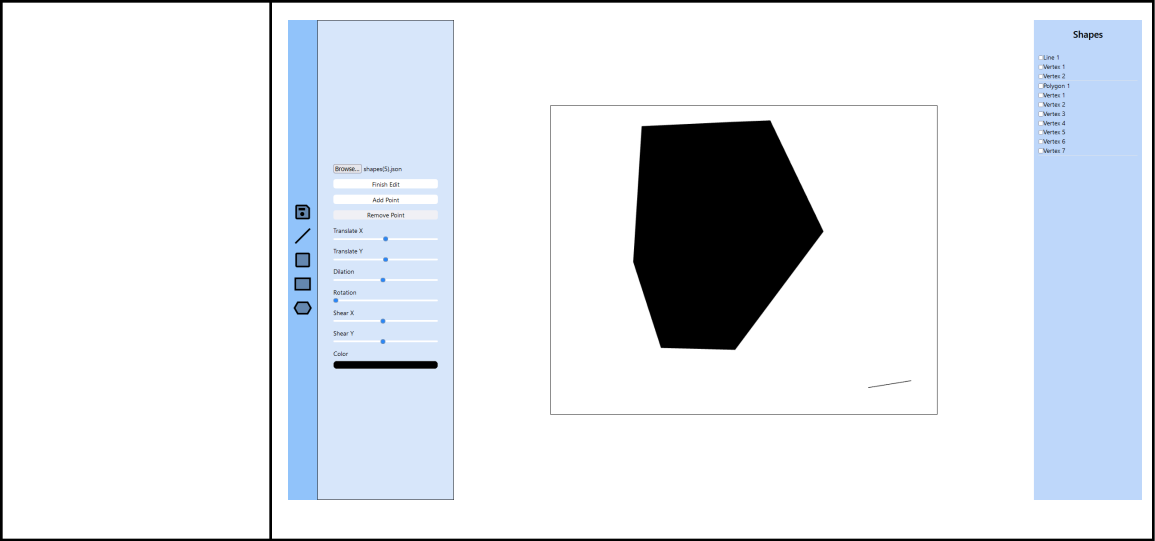 Shapes
Browse... shapes(5).json
Finish Edit
Add Point
Remove Point
Translate X
Translate Y
Dilation
Rotation
Shear X
Shear Y
Color
Line 1
Vertex 1
Vertex 2
Polygon 1
Vertex 1
Vertex 2
Vertex 3
Vertex 4
Vertex 5
Vertex 6
Vertex 7